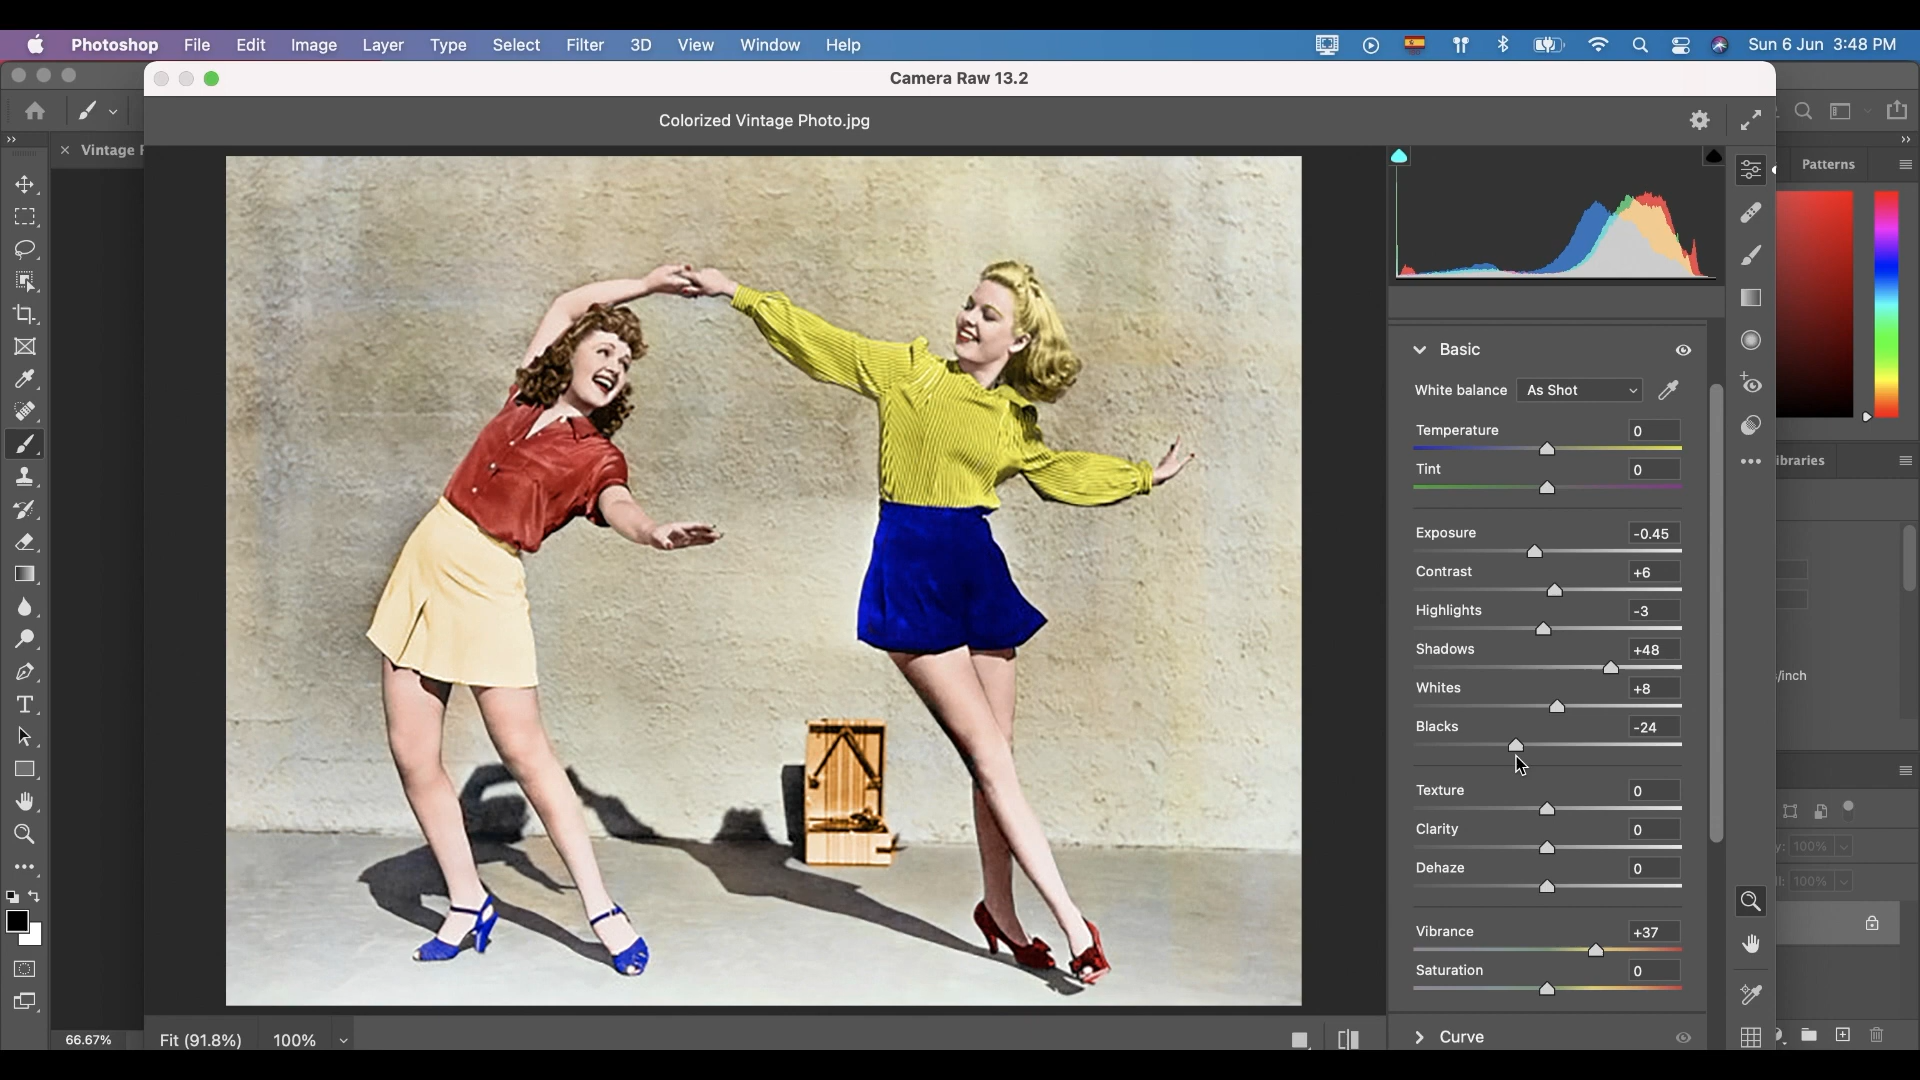 Photoshop File Edit Image Layer Type Select Filter 3D View Window Help Sun 6 Jun 3:48 PM
Camera Raw 13.2
Colorized Vintage Photo.jpg
Vintage
Patterns
Basic
White balance As Shot
Temperature 0
Tint 0
ibraries
Exposure -0.45
Contrast +6
Highlights -3
Shadows +48
/inch
Whites +8
Blacks -24
Texture 0
Clarity 0
100%
Dehaze 0
100%
Vibrance +37
Saturation 0
66.67% Fit (91.8%) 100%
Curve